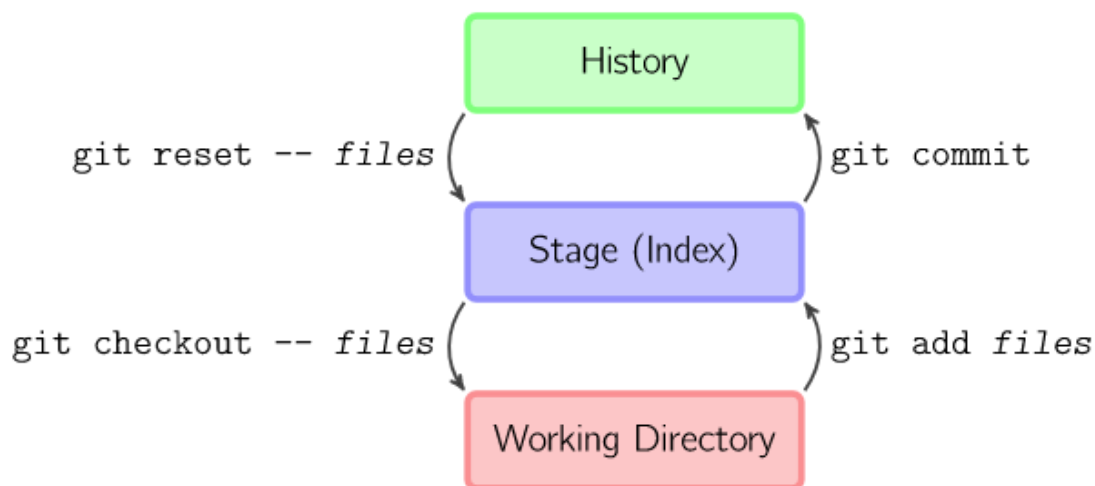 History
git reset -- files
git commit
Stage (Index)
git checkout -- files
git add files
Working Directory